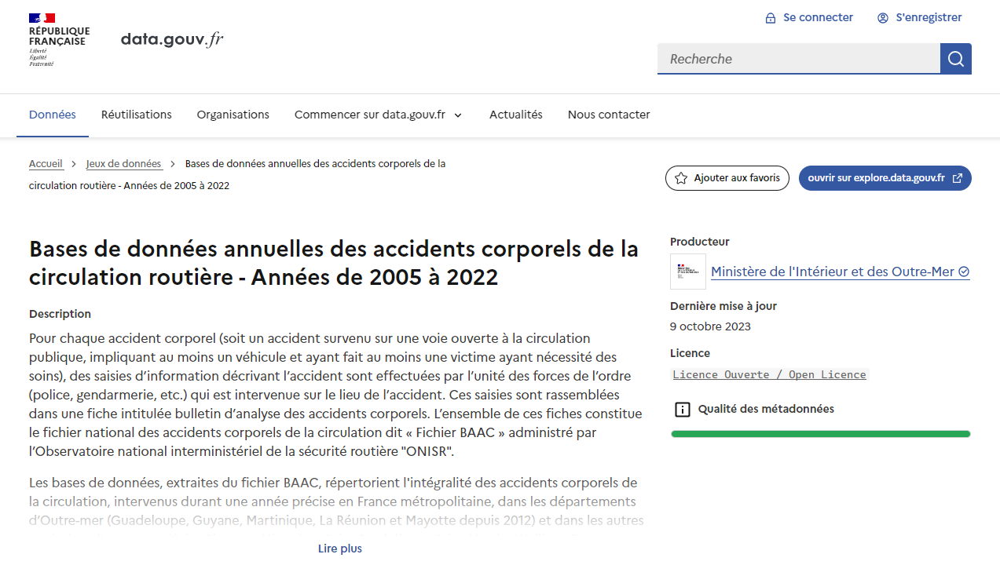 RÉPUBLIQUE
FRANÇAISE
Liberté
Égalité
Fraternité
data.gouv.fr
Se connecter
S'enregistrer
Recherche
Données
Réutilisations
Organisations
Commencer sur data.gouv.fr
Actualités
Nous contacter
Accueil > Jeux de données > Bases de données annuelles des accidents corporels de la
circulation routière - Années de 2005 à 2022
Ajouter aux favoris
ouvrir sur explore.data.gouv.fr
Bases de données annuelles des accidents corporels de la
circulation routière - Années de 2005 à 2022
Description
Pour chaque accident corporel (soit un accident survenu sur une voie ouverte à la circulation
publique, impliquant au moins un véhicule et ayant fait au moins une victime ayant nécessité des
soins), des saisies d’information décrivant l’accident sont effectuées par l’unité des forces de l’ordre
(police, gendarmerie, etc.) qui est intervenue sur le lieu de l’accident. Ces saisies sont rassemblées
dans une fiche intitulée bulletin d’analyse des accidents corporels. L’ensemble de ces fiches constitue
le fichier national des accidents corporels de la circulation dit « Fichier BAAC » administré par
l’Observatoire national interministériel de la sécurité routière "ONISR".
Les bases de données, extraites du fichier BAAC, répertorient l'intégralité des accidents corporels de
la circulation, intervenus durant une année précise en France métropolitaine, dans les départements
d’Outre-mer (Guadeloupe, Guyane, Martinique, La Réunion et Mayotte depuis 2012) et dans les autres
Lire plus
Producteur
Ministère de l'Intérieur et des Outre-Mer
Dernière mise à jour
9 octobre 2023
Licence
Licence Ouverte / Open Licence
Qualité des métadonnées